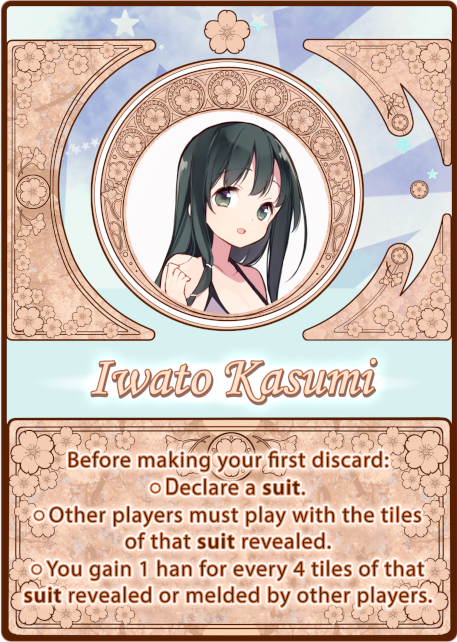 Iwato Kasumi
Before making your first discard:
○ Declare a suit.
○ Other players must play with the tiles
of that suit revealed.
○ You gain 1 han for every 4 tiles of that
suit revealed or melded by other players.